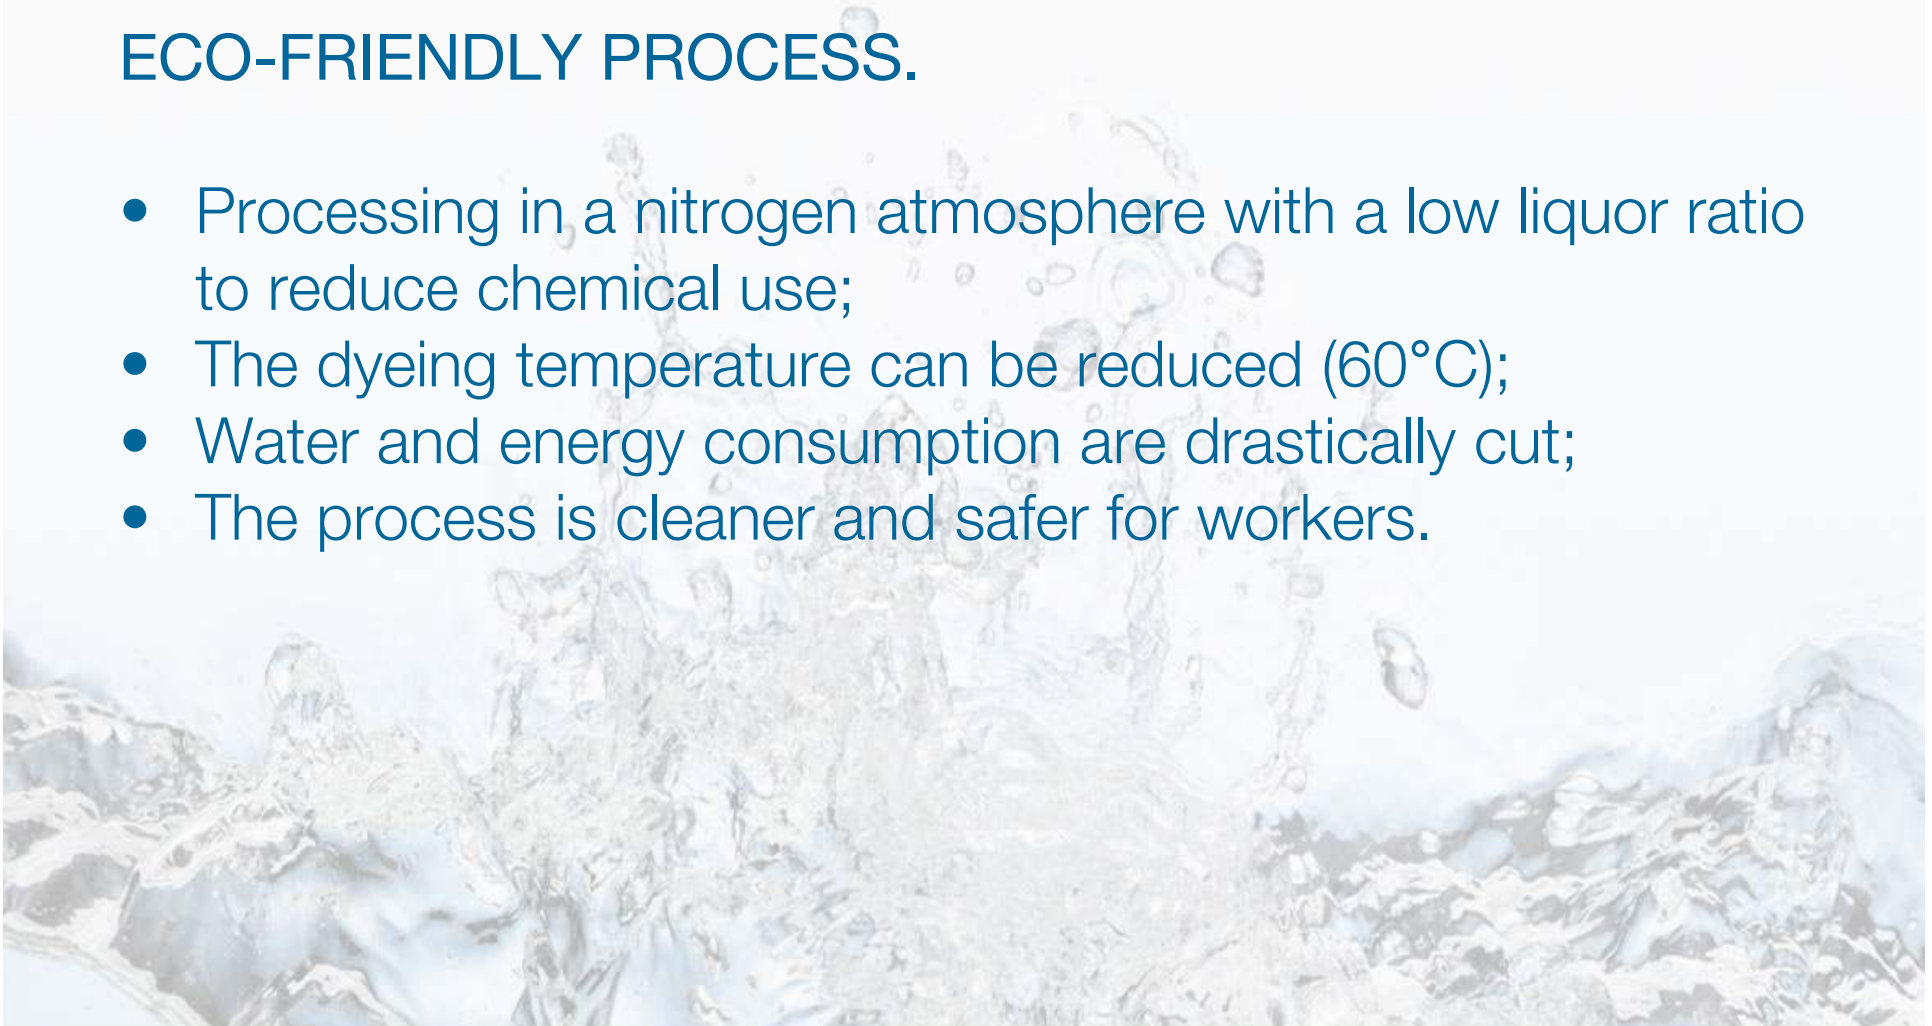 ECO-FRIENDLY PROCESS.
• Processing in a nitrogen atmosphere with a low liquor ratio
to reduce chemical use;
• The dyeing temperature can be reduced (60°C);
• Water and energy consumption are drastically cut;
• The process is cleaner and safer for workers.